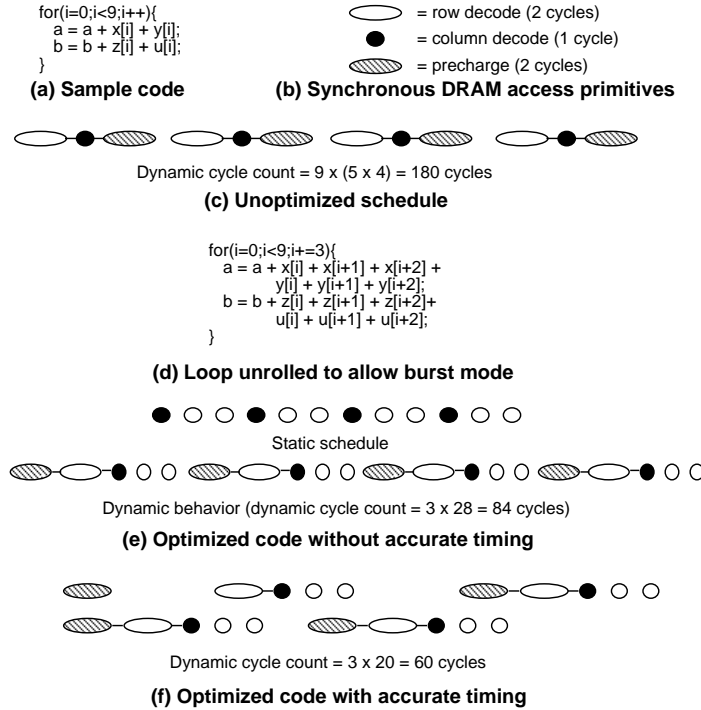 for(i=0;i<9;i++){
a = a + x[i] + y[i];
b = b + z[i] + u[i];
}
(a) Sample code
= row decode (2 cycles)
= column decode (1 cycle)
= precharge (2 cycles)
(b) Synchronous DRAM access primitives
Dynamic cycle count = 9 x (5 x 4) = 180 cycles
(c) Unoptimized schedule
for(i=0;i<9;i+=3){
a = a + x[i] + x[i+1] + x[i+2] +
y[i] + y[i+1] + y[i+2];
b = b + z[i] + z[i+1] + z[i+2]+
u[i] + u[i+1] + u[i+2];
}
(d) Loop unrolled to allow burst mode
Static schedule
Dynamic behavior (dynamic cycle count = 3 x 28 = 84 cycles)
(e) Optimized code without accurate timing
Dynamic cycle count = 3 x 20 = 60 cycles
(f) Optimized code with accurate timing